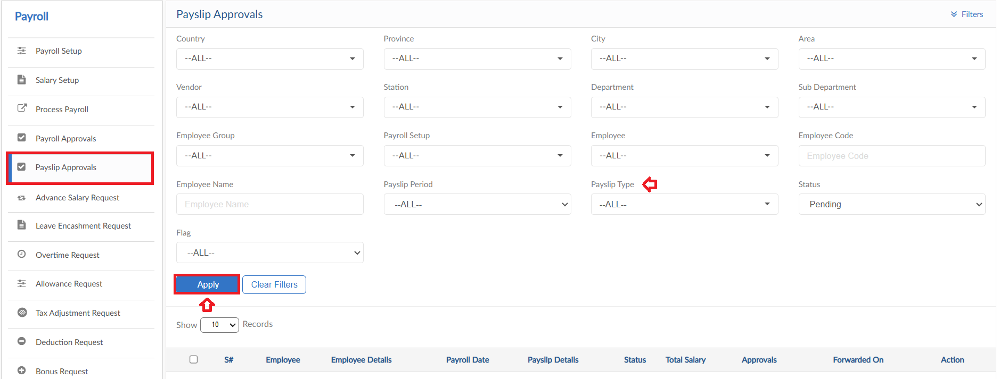 Payroll
Payroll Setup
Salary Setup
Process Payroll
Payroll Approvals
Payslip Approvals
Advance Salary Request
Leave Encashment Request
Overtime Request
Allowance Request
Tax Adjustment Request
Deduction Request
Bonus Request
Payslip Approvals Filters
Country Province City Area
--ALL-- --ALL-- --ALL-- --ALL--
Vendor Station Department Sub Department
--ALL-- --ALL-- --ALL-- --ALL--
Employee Group Payroll Setup Employee Employee Code
--ALL-- --ALL-- --ALL-- Employee Code
Employee Name Payslip Period Payslip Type Status
Employee Name --ALL-- --ALL-- Pending
Flag
--ALL--
Apply Clear Filters
Show 10 Records
S# Employee Employee Details Payroll Date Payslip Details Status Total Salary Approvals Forwarded On Action